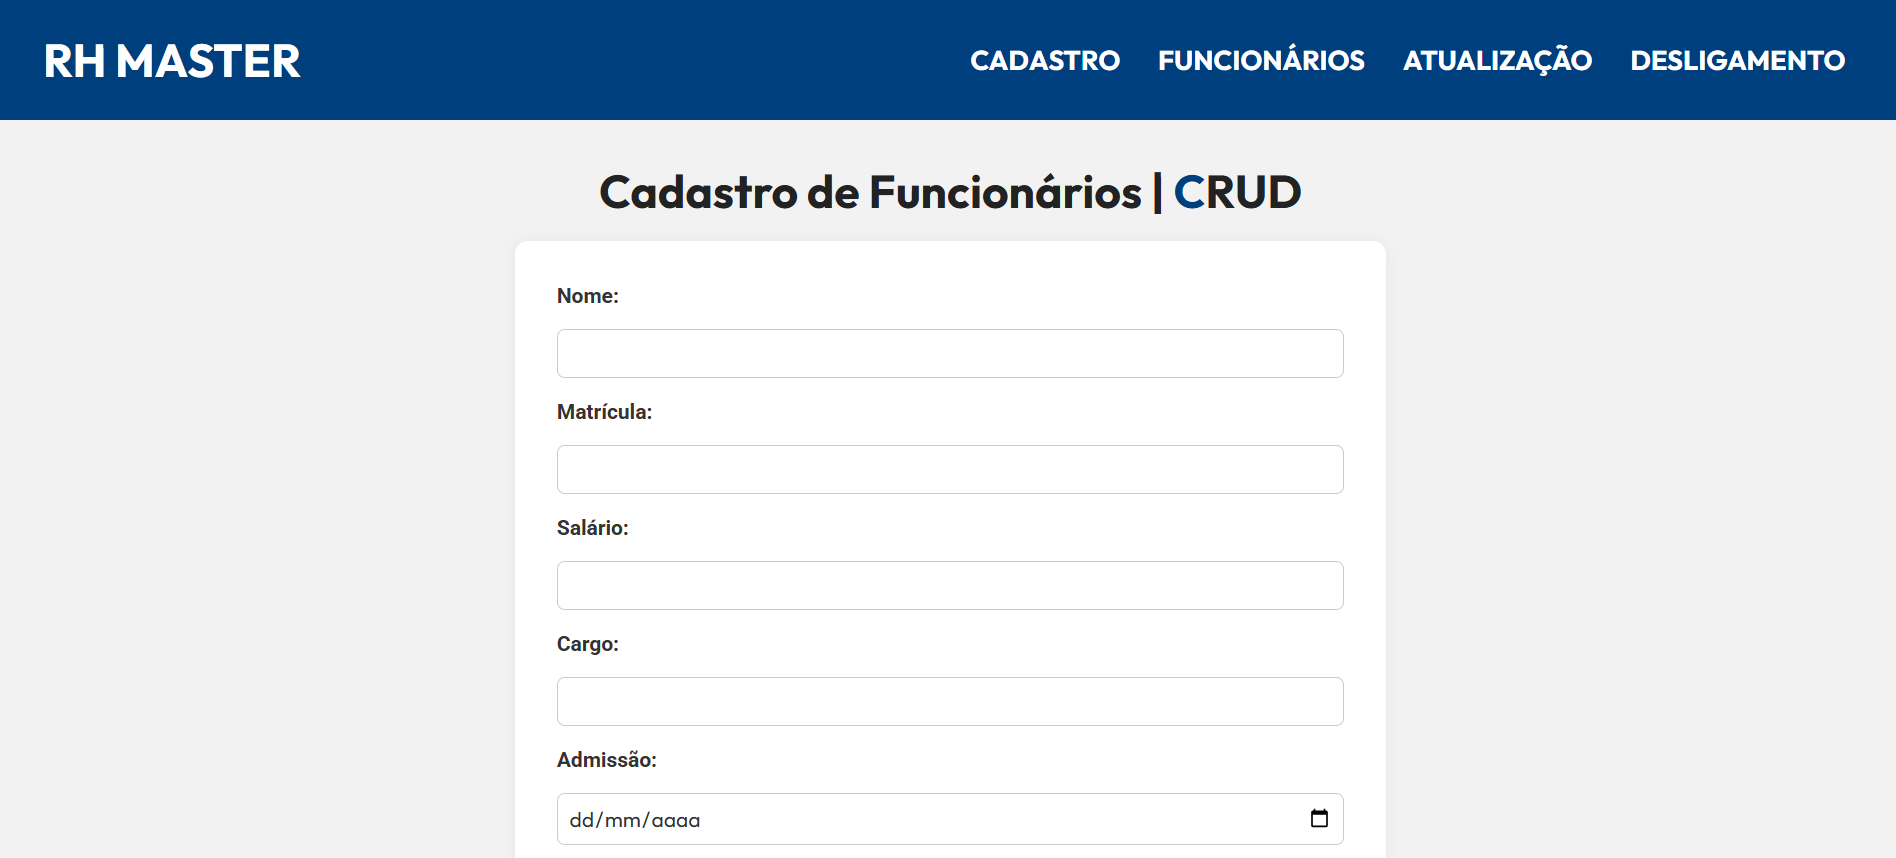 RH MASTER
CADASTRO FUNCIONÁRIOS ATUALIZAÇÃO DESLIGAMENTO
Cadastro de Funcionários | CRUD
Nome:
Matrícula:
Salário:
Cargo:
Admissão:
dd/mm/aaaa